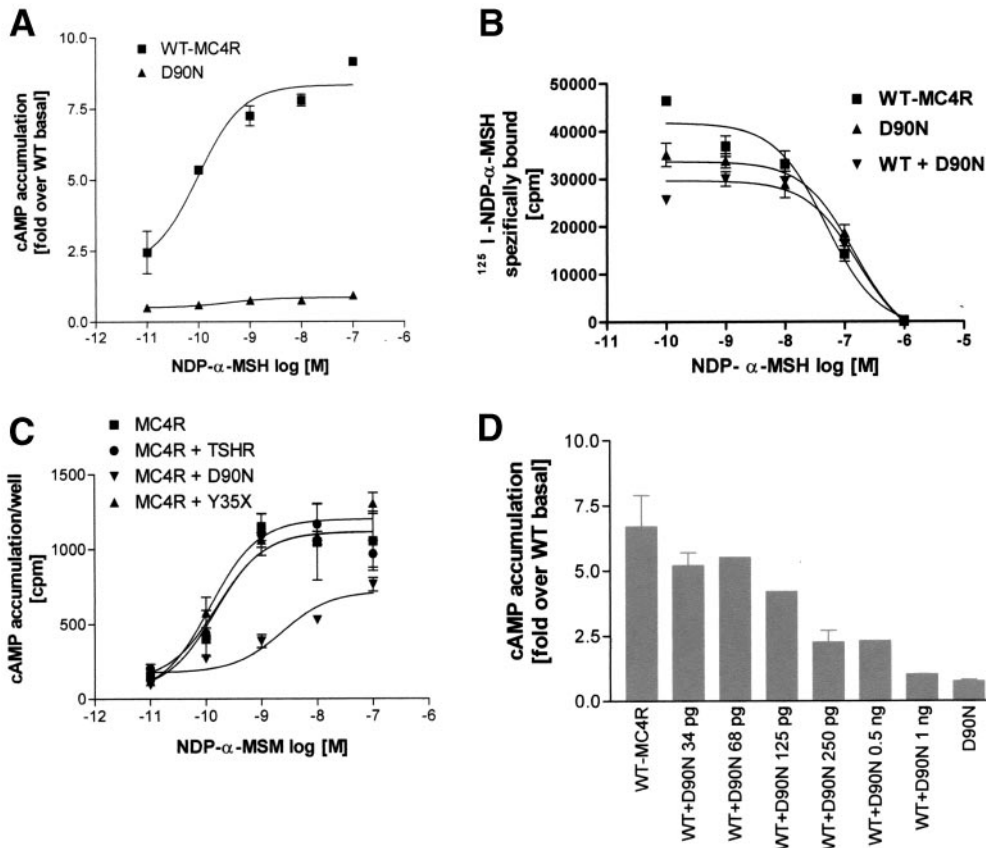 A
WT-MC4R
D90N
cAMP accumulation
[fold over WT basal]
10.0
7.5
5.0
2.5
0.0
-12 -11 -10 -9 -8 -7 -6
NDP-α-MSH log [M]
B
WT-MC4R
D90N
WT + D90N
125 I -NDP-α-MSH
spezifically bound
[cpm]
50000
40000
30000
20000
10000
0
-11 -10 -9 -8 -7 -6 -5
NDP- α-MSH log [M]
C
MC4R
MC4R + TSHR
MC4R + D90N
MC4R + Y35X
cAMP accumulation/well
[cpm]
1500
1000
500
0
-11 -10 -9 -8 -7
NDP-α-MSM log [M]
D
cAMP accumulation
[fold over WT basal]
10.0
7.5
5.0
2.5
0.0
WT-MC4R
WT+D90N 34 pg
WT+D90N 68 pg
WT+D90N 125 pg
WT+D90N 250 pg
WT+D90N 0.5 ng
WT+D90N 1 ng
D90N